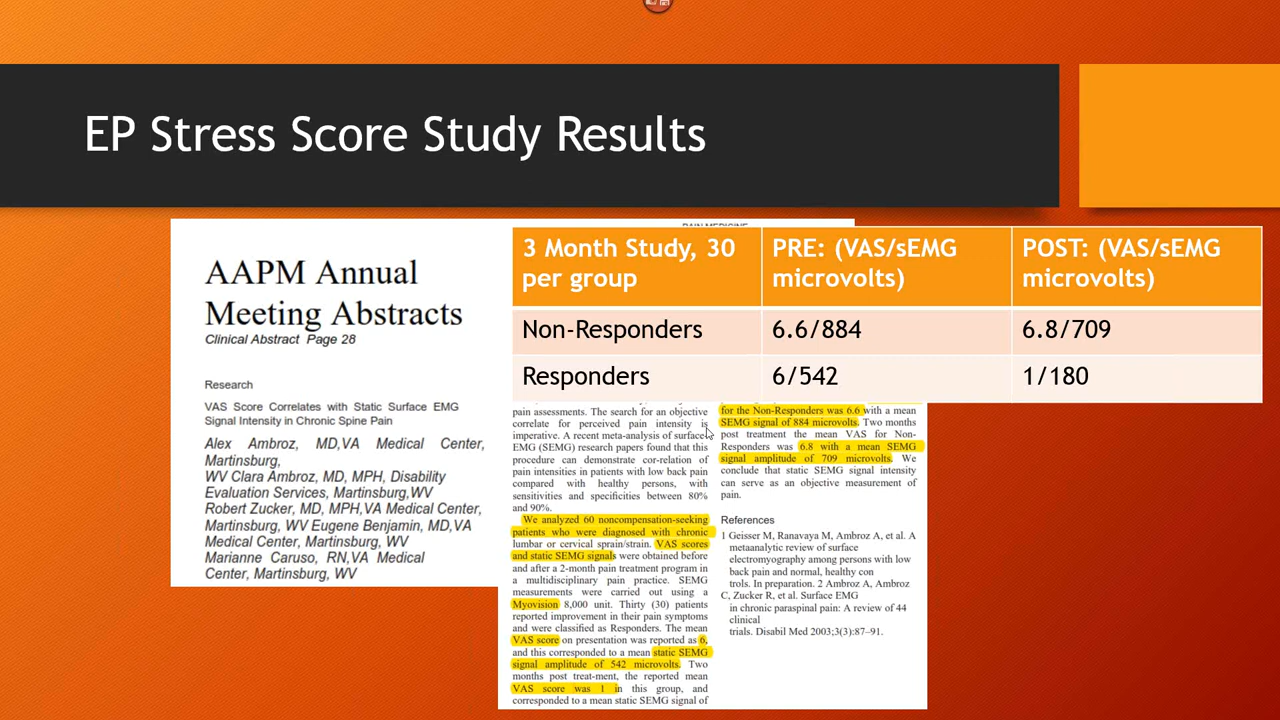 EP Stress Score Study Results
AAPM Annual
Meeting Abstracts
Clinical Abstract Page 28
Research
VAS Score Correlates with Static Surface EMG
Signal Intensity in Chronic Spine Pain
Alex Ambroz, MD,VA Medical Center,
Martinsburg,
WV Clara Ambroz, MD, MPH, Disability
Evaluation Services, Martinsburg,WV
Robert Zucker, MD, MPH,VA Medical Center,
Martinsburg, WV Eugene Benjamin, MD,VA
Medical Center, Martinsburg, WV
Marianne Caruso, RN,VA Medical
Center, Martinsburg, WV
3 Month Study, 30 per group
PRE: (VAS/sEMG microvolts)
POST: (VAS/sEMG microvolts)
Non-Responders 6.6/884 6.8/709
Responders 6/542 1/180
pain assessments. The search for an objective
correlate for perceived pain intensity is
imperative. A recent meta-analysis of surface
EMG (SEMG) research papers found that this
procedure can demonstrate cor-relation of
pain intensities in patients with low back pain
compared with healthy persons, with
sensitivities and specificities between 80%
and 90%.
We analyzed 60 noncompensation-seeking
patients who were diagnosed with chronic
lumbar or cervical sprain/strain. VAS scores
and static SEMG signals were obtained before
and after a 2-month pain treatment program in
a multidisciplinary pain practice. SEMG
measurements were carried out using a
Myovision 8,000 unit. Thirty (30) patients
reported improvement in their pain symptoms
and were classified as Responders. The mean
VAS score on presentation was reported as 6,
and this corresponded to a mean static SEMG
signal amplitude of 542 microvolts. Two
months post treat-ment, the reported mean
VAS score was 1 in this group, and
corresponded to a mean static SEMG signal of
for the Non-Responders was 6.6 with a mean
SEMG signal of 884 microvolts. Two months
post treatment the mean VAS for Non-
Responders was 6.8 with a mean SEMG
signal amplitude of 709 microvolts. We
conclude that static SEMG signal intensity
can serve as an objective measurement of
pain.
References
1 Geisser M, Ranavaya M, Ambroz A, et al. A
metaanalytic review of surface
electromyography among persons with low
back pain and normal, healthy con
trols. In preparation. 2 Ambroz A, Ambroz
C, Zucker R, et al. Surface EMG
in chronic paraspinal pain: A review of 44
clinical
trials. Disabil Med 2003;3(3):87–91.